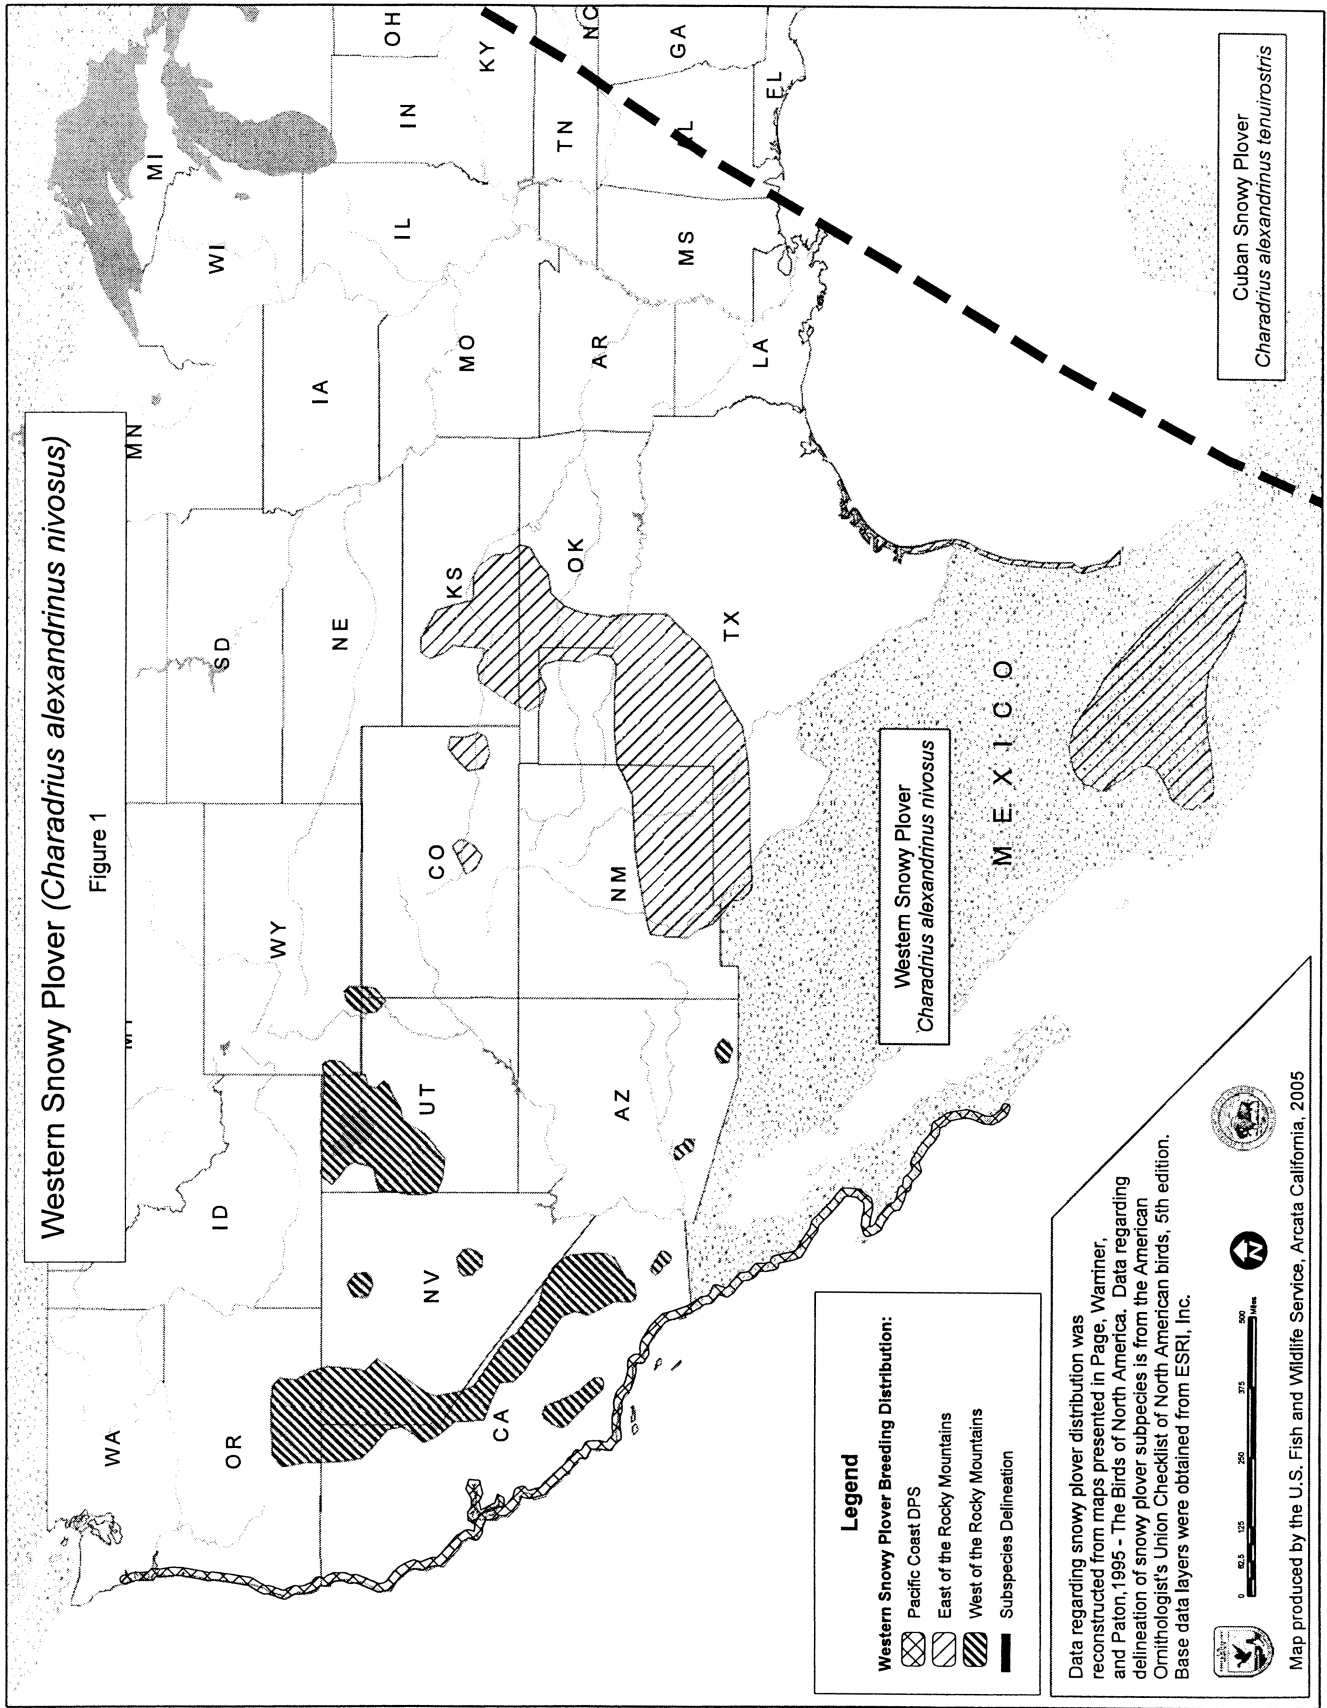 Western Snowy Plover (Charadrius alexandrinus nivosus)
Figure 1
WA
OR
ID
WY
SD
MN
WI
MI
NE
IA
IL
IN
OH
NV
UT
CO
KS
MO
KY
CA
AZ
NM
OK
AR
TN
NC
TX
LA
MS
GA
MEXICO
Western Snowy Plover
Charadrius alexandrinus nivosus
Cuban Snowy Plover
Charadrius alexandrinus tenuirostris
Legend
Western Snowy Plover Breeding Distribution:
Pacific Coast DPS
East of the Rocky Mountains
West of the Rocky Mountains
Subspecies Delineation
Data regarding snowy plover distribution was
reconstructed from maps presented in Page, Warriner,
and Paton,1995 - The Birds of North America. Data regarding
delineation of snowy plover subspecies is from the American
Ornithologist's Union Checklist of North American birds, 5th edition.
Base data layers were obtained from ESRI, Inc.
0 62.5 125 250 375 500
Miles
N
Map produced by the U.S. Fish and Wildlife Service, Arcata California, 2005